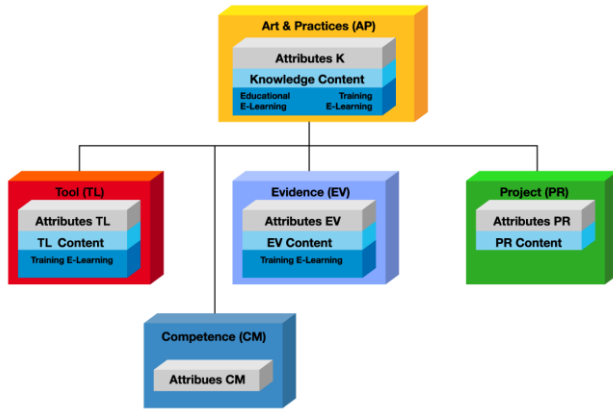 Art & Practices (AP)
Attributes K
Knowledge Content
Educational
E-Learning
Training
E-Learning
Tool (TL)
Attributes TL
TL Content
Training E-Learning
Evidence (EV)
Attributes EV
EV Content
Training E-Learning
Project (PR)
Attributes PR
PR Content
Competence (CM)
Attribues CM